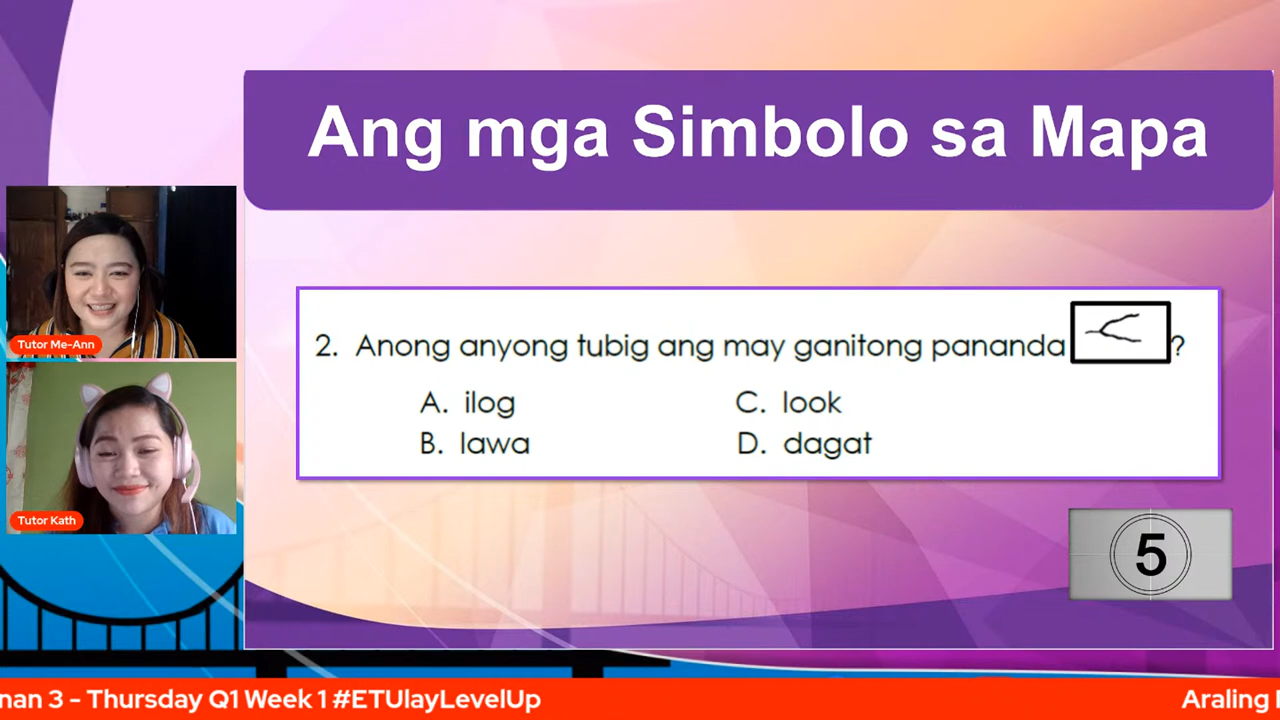 Ang mga Simbolo sa Mapa
Tutor Me-Ann
Tutor Kath
2. Anong anyong tubig ang may ganitong pananda ?
A. ilog
B. lawa
C. look
D. dagat
5
nan 3 - Thursday Q1 Week 1 #ETUlayLevelUp
Araling